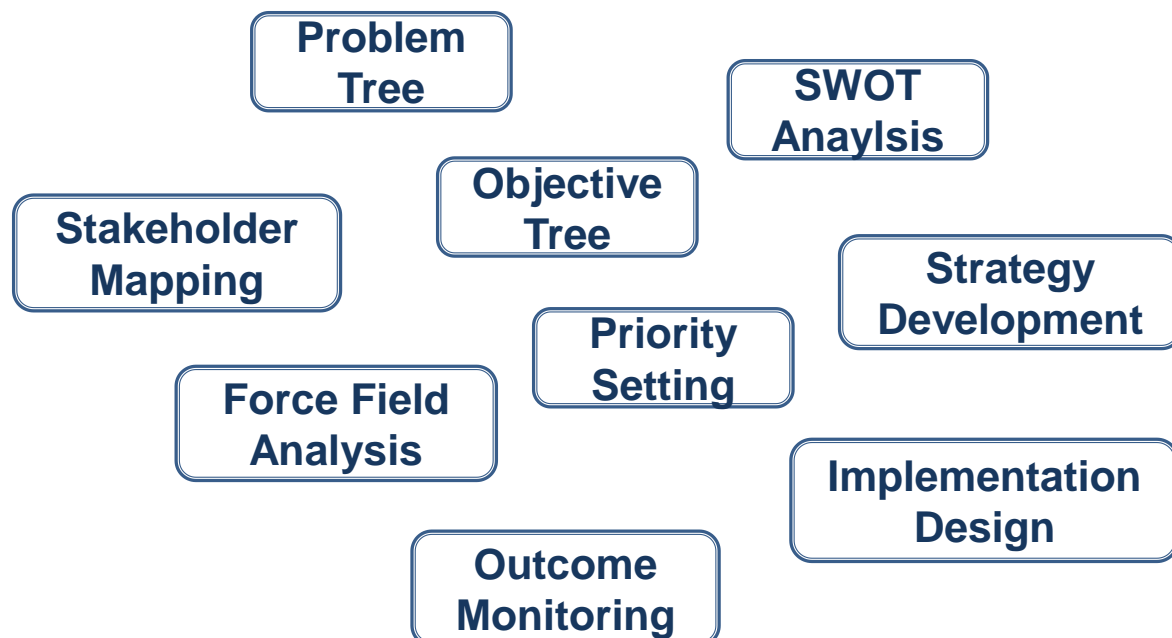 Problem
Tree
SWOT
Anaylsis
Objective
Tree
Stakeholder
Mapping
Strategy
Development
Priority
Setting
Force Field
Analysis
Implementation
Design
Outcome
Monitoring